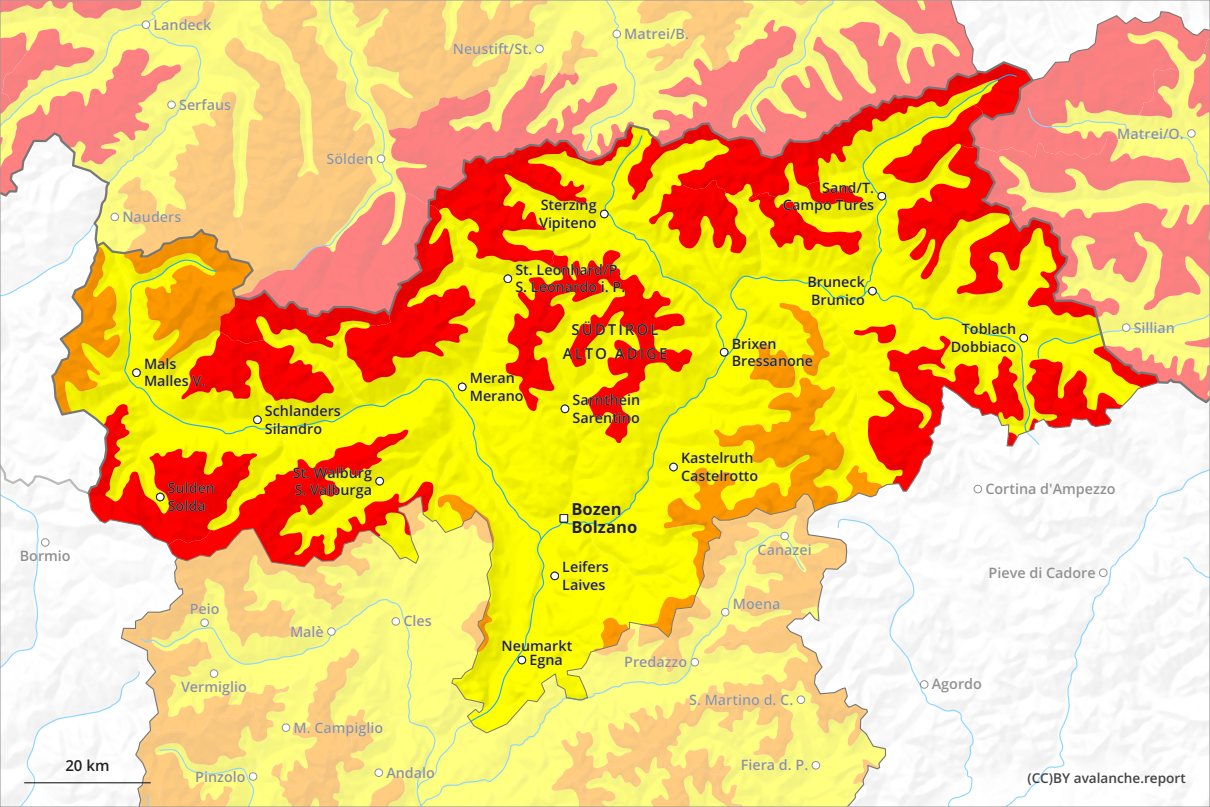 Landeck
Neustift/St.
Matrei/B.
Serfaus
Matrei/O.
Sölden
Sand/T.
Campo Tures
Nauders
Sterzing
Vipiteno
St. Leonhard/P.
S. Leonardo i. P.
Bruneck
Brunico
SÜDTIROL
ALTO ADIGE
Toblach
Dobbiaco
Sillian
Brixen
Bressanone
Mals
Malles V.
Meran
Merano
Schlanders
Silandro
Sarnthein
Sarentino
Kastelruth
Castelrotto
St. Walburg
S. Valburga
Sulden
Solda
Cortina d'Ampezzo
Bozen
Bolzano
Bormio
Canazei
Leifers
Laives
Pieve di Cadore
Peio
Moena
Malè
Cles
Neumarkt
Egna
Predazzo
Vermiglio
Agordo
S. Martino d. C.
M. Campiglio
20 km
Pinzolo
Andalo
Fiera d. P.
(CC)BY avalanche.report